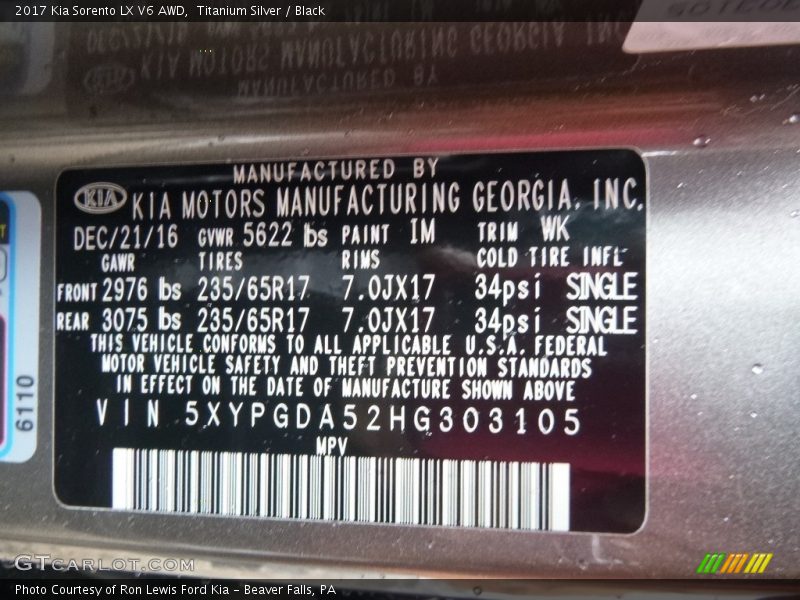 2017 Kia Sorento LX V6 AWD,  Titanium Silver / Black
MANUFACTURED BY
KIA KIA MOTORS MANUFACTURING GEORGIA, INC.
DEC/21/16 GVWR 5622 lbs PAINT IM TRIM WK
GAWR TIRES RIMS COLD TIRE INFL
FRONT 2976 lbs 235/65R17 7.0JX17 34psi SINGLE
REAR 3075 lbs 235/65R17 7.0JX17 34psi SINGLE
THIS VEHICLE CONFORMS TO ALL APPLICABLE U.S.A. FEDERAL
MOTOR VEHICLE SAFETY AND THEFT PREVENTION STANDARDS
IN EFFECT ON THE DATE OF MANUFACTURE SHOWN ABOVE
VIN 5XYPGDA52HG303105
MPV
6110
GTCARLOT.COM
Photo Courtesy of Ron Lewis Ford Kia – Beaver Falls, PA